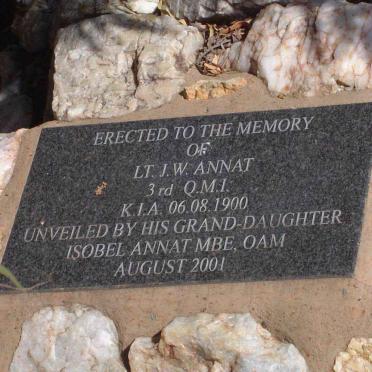 ERECTED TO THE MEMORY
OF
LT. J.W. ANNAT
3rd Q.M.I.
K.I.A. 06.08.1900
UNVEILED BY HIS GRAND-DAUGHTER
ISOBEL ANNAT MBE, OAM
AUGUST 2001